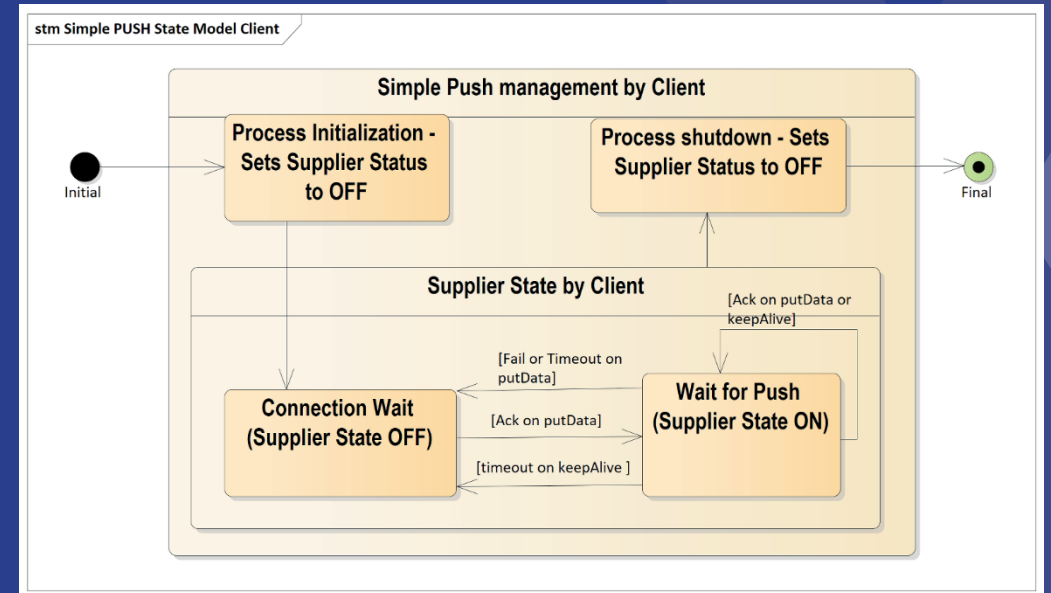 stm Simple PUSH State Model Client
Simple Push management by Client
Process Initialization -
Sets Supplier Status
to OFF
Process shutdown - Sets
Supplier Status to OFF
Initial
Final
Supplier State by Client
[Ack on putData or
keepAlive]
[Fail or Timeout on
putData]
Wait for Push
(Supplier State ON)
Connection Wait
(Supplier State OFF)
[Ack on putData]
[timeout on keepAlive ]